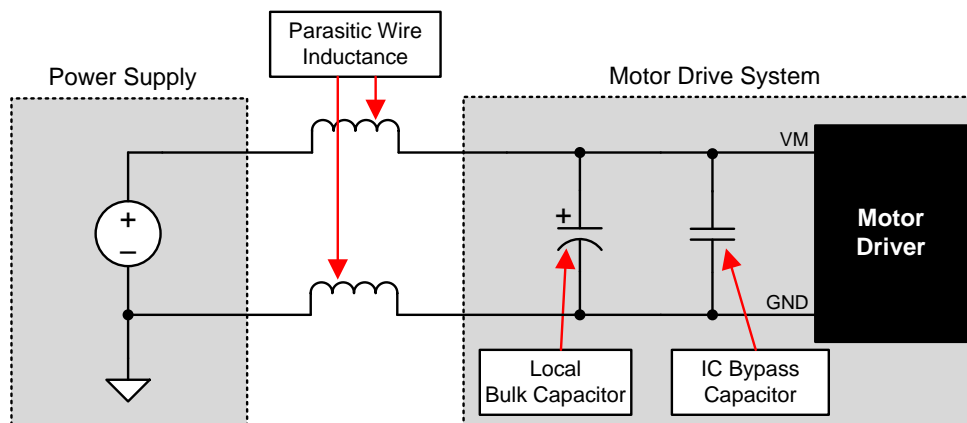 Parasitic Wire
Inductance
Power Supply
Motor Drive System
VM
+
–
+
Motor
Driver
GND
Local
Bulk Capacitor
IC Bypass
Capacitor